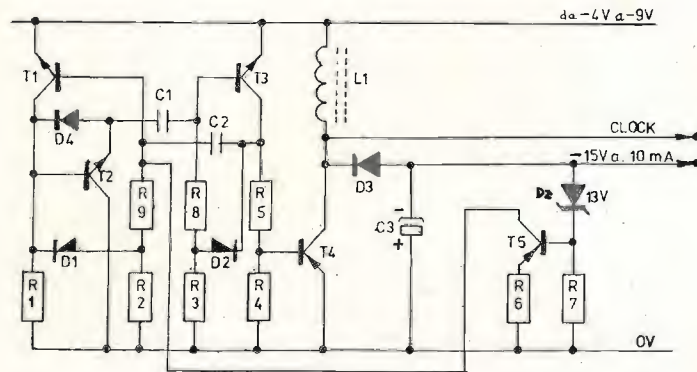 da -4V a -9V
T1
T3
L1
C1
C2
D4
CLOCK
T2
-15V a. 10 mA
D3
Dz
13V
R9
R8
R5
C3
-
+
T5
D1
D2
T4
R1
R2
R3
R4
R6
R7
0V